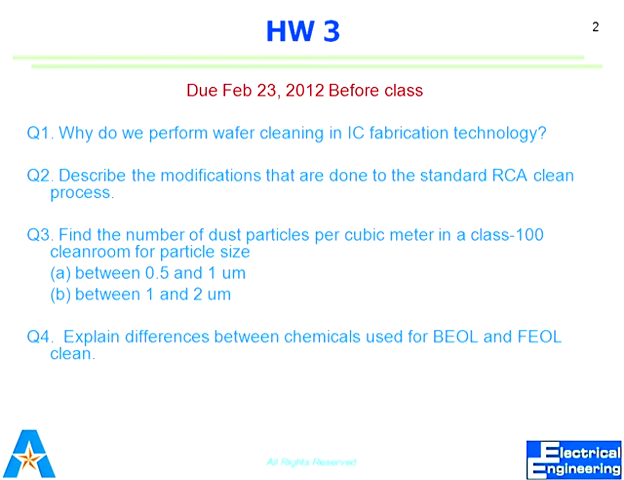 HW 3
2
Due Feb 23, 2012 Before class
Q1. Why do we perform wafer cleaning in IC fabrication technology?
Q2. Describe the modifications that are done to the standard RCA clean
process.
Q3. Find the number of dust particles per cubic meter in a class-100
cleanroom for particle size
(a) between 0.5 and 1 um
(b) between 1 and 2 um
Q4. Explain differences between chemicals used for BEOL and FEOL
clean.
All Rights Reserved
Electrical
Engineering